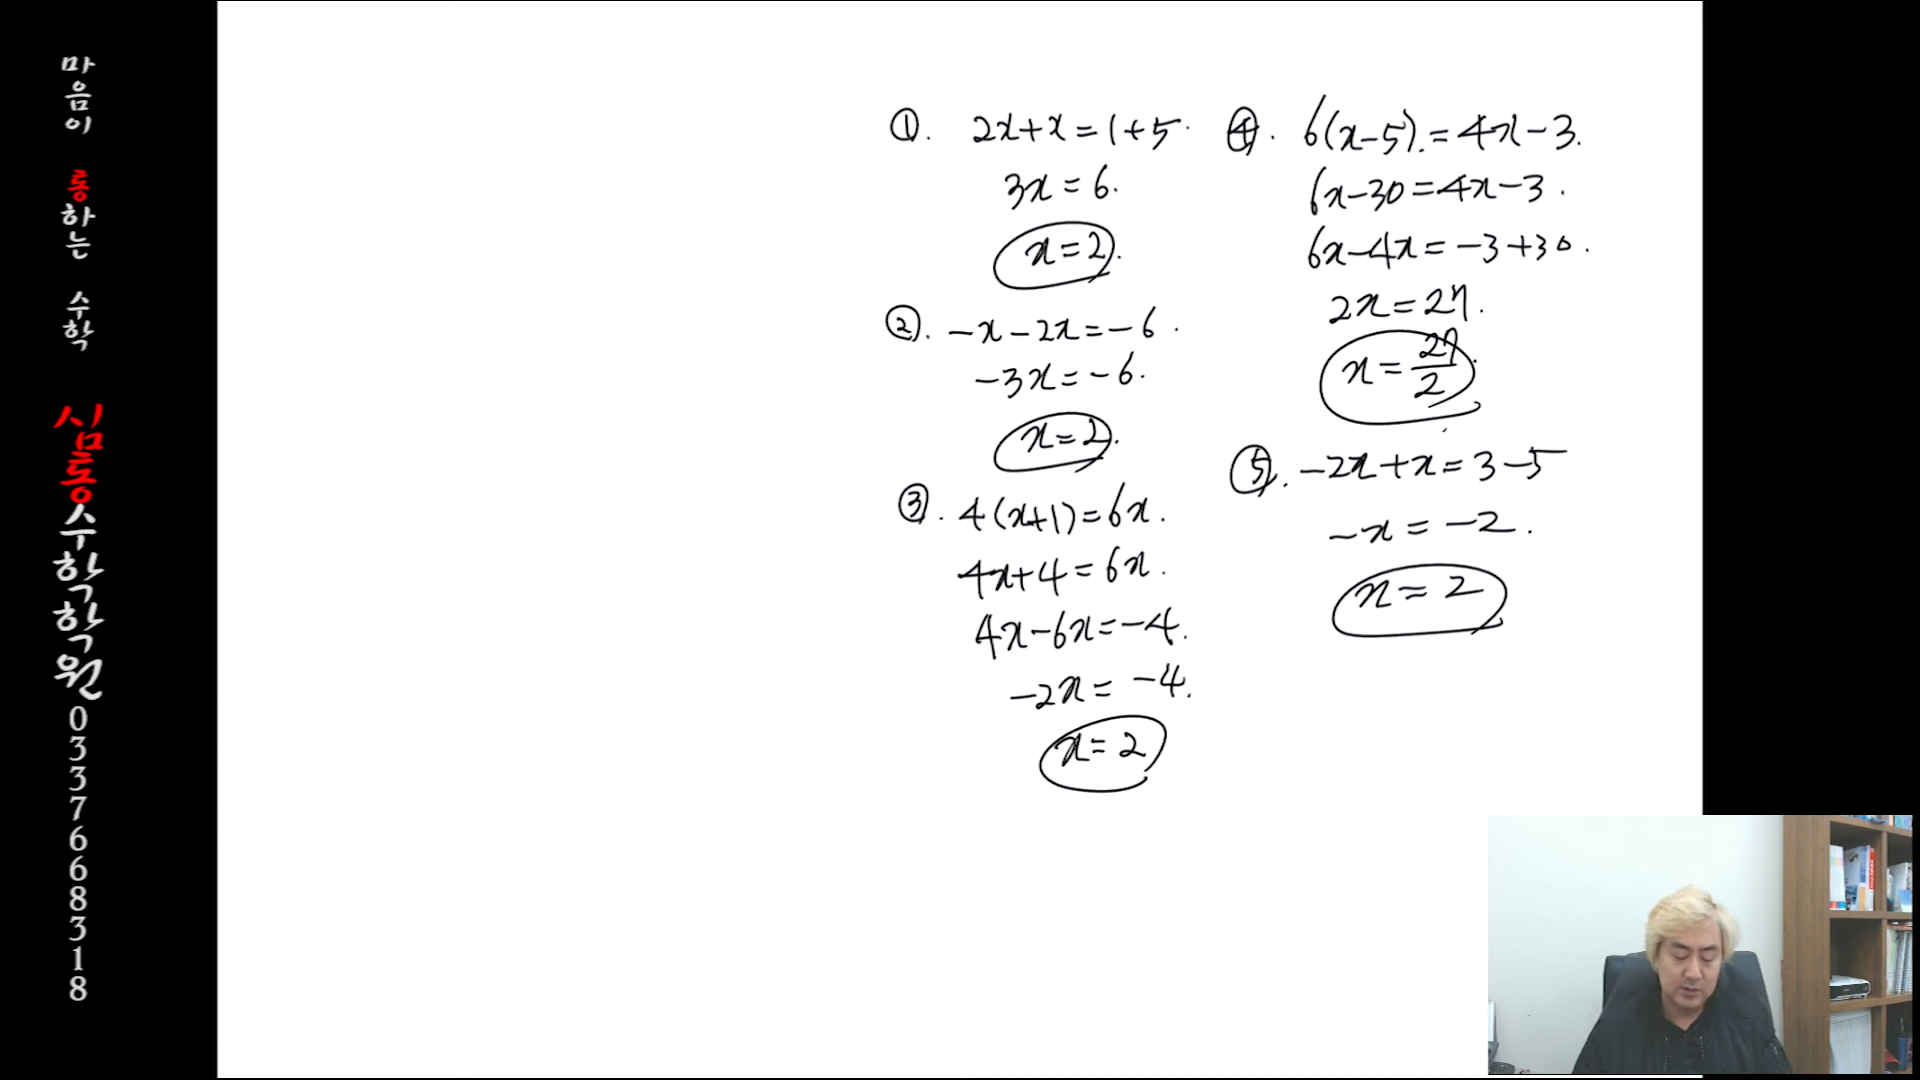 마음이 통하는 수학
심통수학학원
0337668318
①. 2x+x=1+5.
3x=6.
x=2.
②. -x-2x=-6.
-3x=-6.
x=2.
③. 4(x+1)=6x.
4x+4=6x.
4x-6x=-4.
-2x=-4.
x=2
④. 6(x-5).=4x-3.
6x-30=4x-3.
6x-4x=-3+30.
2x=27.
x=27/2.
⑤. -2x+x=3-5
-x=-2.
x=2